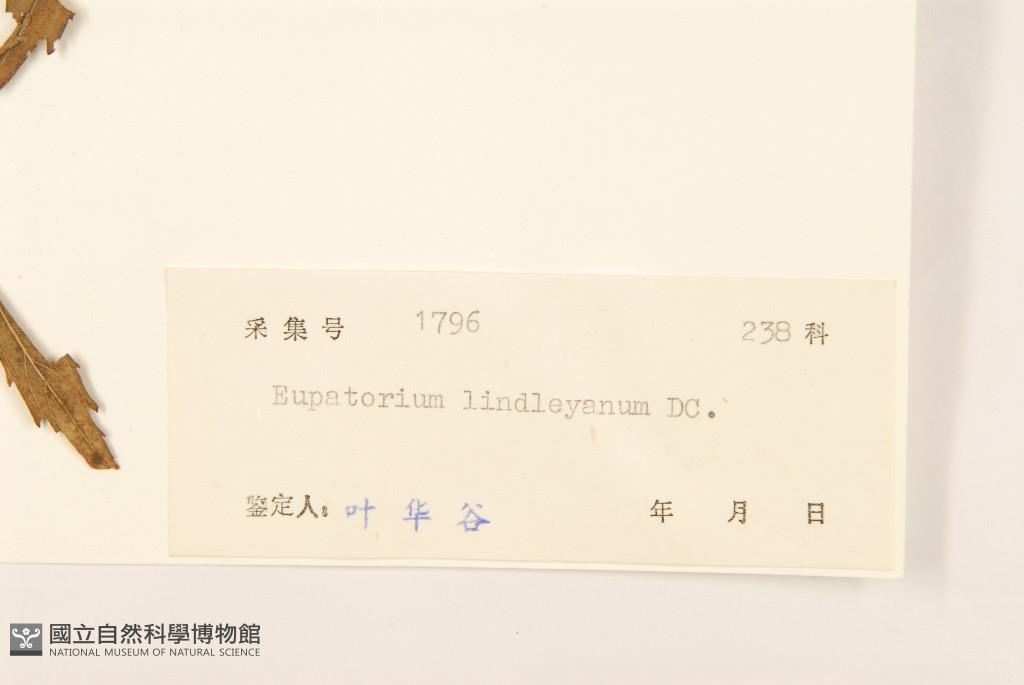 采集号 1796 238 科
Eupatorium lindleyanum DC.
鉴定人: 叶华谷 年 月 日
國立自然科學博物館
NATIONAL MUSEUM OF NATURAL SCIENCE